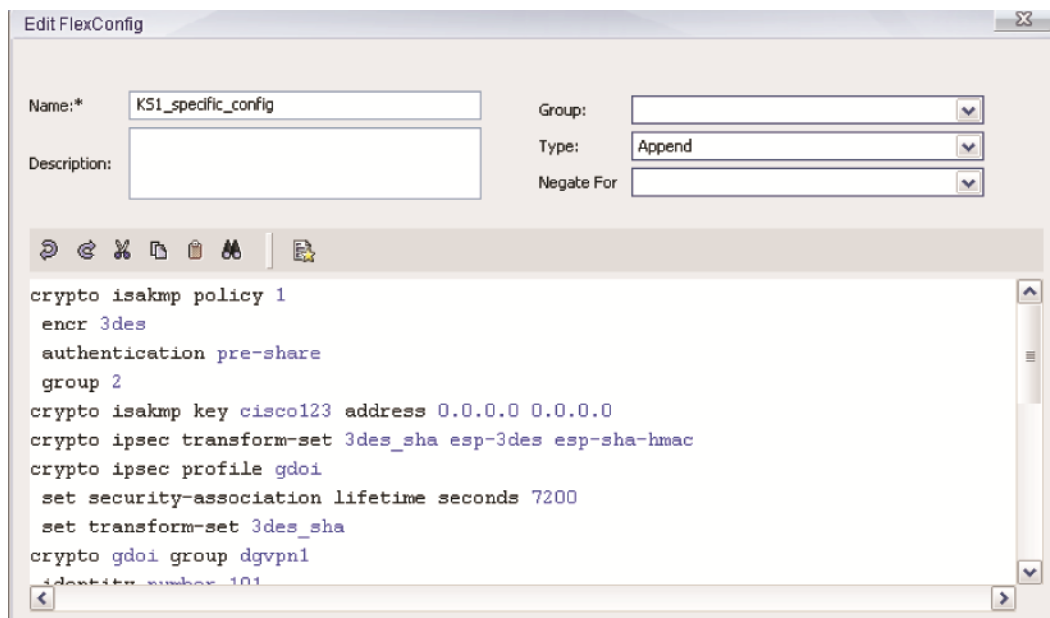 Edit FlexConfig
Name:* KS1_specific_config
Group:
Description:
Type: Append
Negate For
crypto isakmp policy 1
encr 3des
authentication pre-share
group 2
crypto isakmp key cisco123 address 0.0.0.0 0.0.0.0
crypto ipsec transform-set 3des_sha esp-3des esp-sha-hmac
crypto ipsec profile gdoi
set security-association lifetime seconds 7200
set transform-set 3des_sha
crypto gdoi group dgvpn1
identity number 101